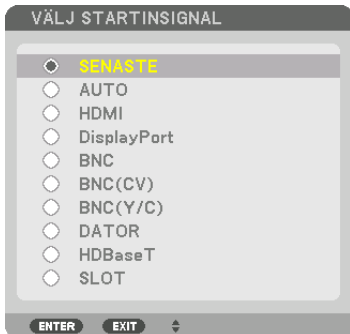 VÄLJ STARTINSIGNAL
SENASTE
AUTO
HDMI
DisplayPort
BNC
BNC(CV)
BNC(Y/C)
DATOR
HDBaseT
SLOT
ENTER EXIT